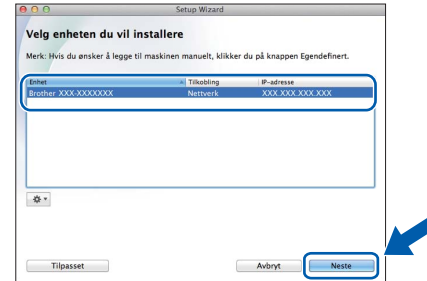 Setup Wizard
Velg enheten du vil installere
Merk: Hvis du ønsker å legge til maskinen manuelt, klikker du på knappen Egendefinert.
Enhet Tilkobling IP-adresse
Brother XXX-XXXXXXX Nettverk XXX.XXX.XXX.XXX
Tilpasset Avbryt Neste